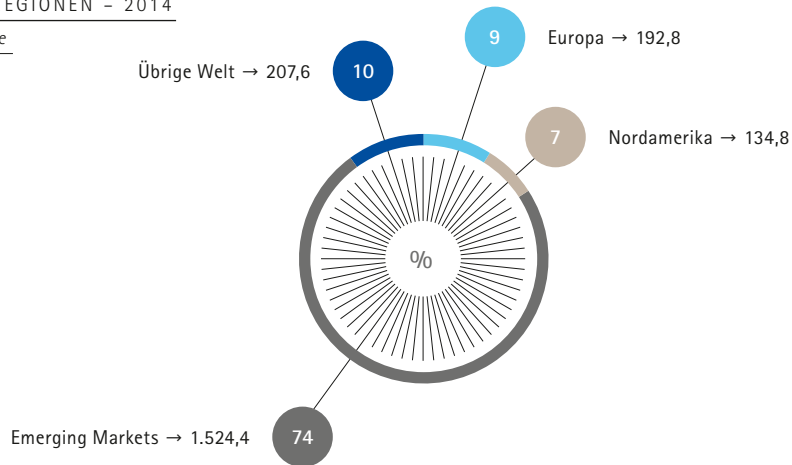 EGIONEN – 2014
e
9
Europa → 192,8
Übrige Welt → 207,6
10
7
Nordamerika → 134,8
%
Emerging Markets → 1.524,4
74